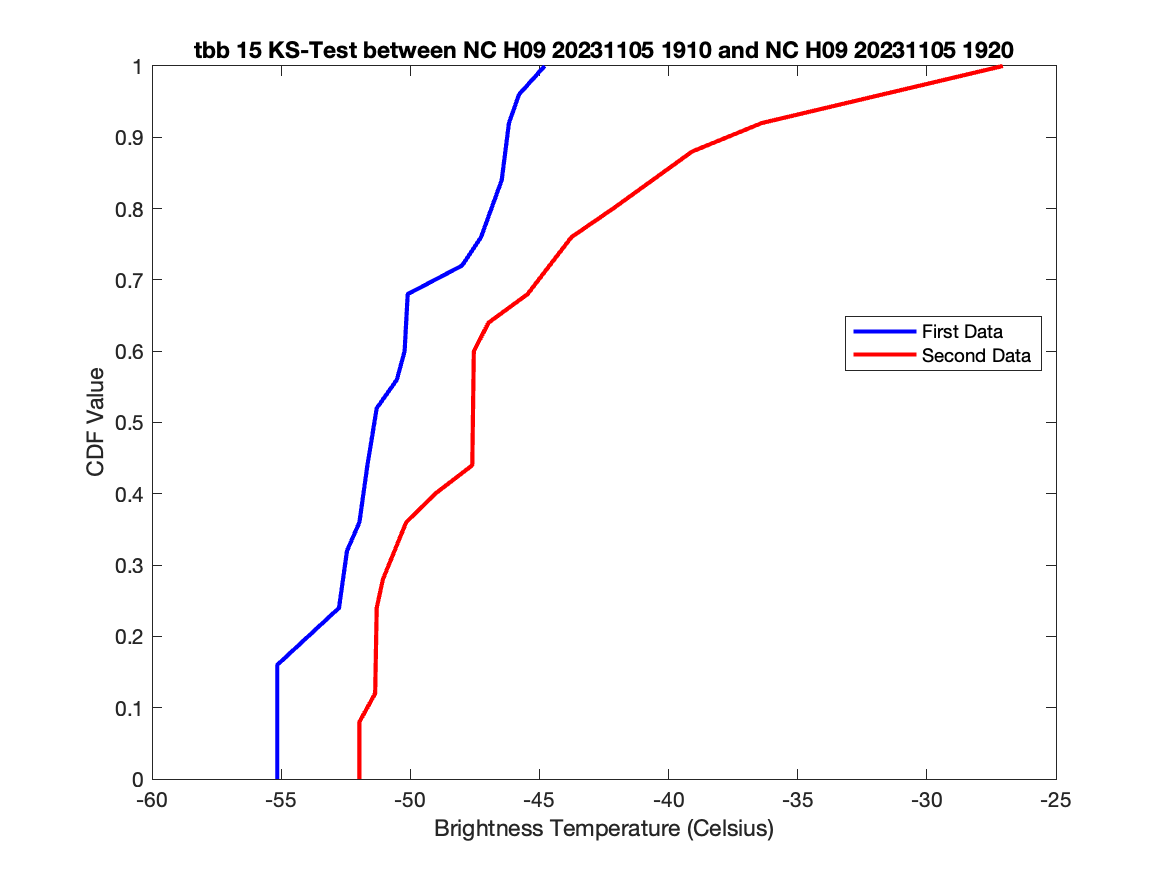 tbb 15 KS-Test between NC H09 20231105 1910 and NC H09 20231105 1920
1
0.9
0.8
0.7
0.6
0.5
0.4
0.3
0.2
0.1
0
CDF Value
First Data
Second Data
-60 -55 -50 -45 -40 -35 -30 -25
Brightness Temperature (Celsius)